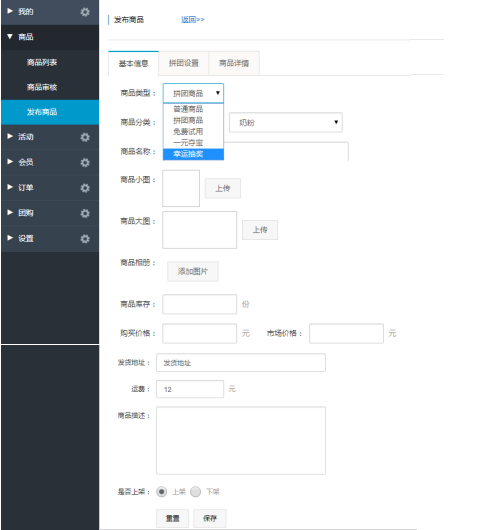 我的
商品
商品列表
商品审核
发布商品
活动
会员
订单
团购
设置
发布商品 返回>>
基本信息 拼团设置 商品详情
商品类型： 拼团商品
普通商品
拼团商品
免费试用
一元夺宝
幸运抽奖
商品分类： 奶粉
商品名称：
商品小图： 上传
商品大图： 上传
商品相册： 添加图片
商品库存： 份
购买价格： 元 市场价格： 元
发货地址： 发货地址
运费： 12 元
商品描述：
是否上架： 上架 下架
重置 保存